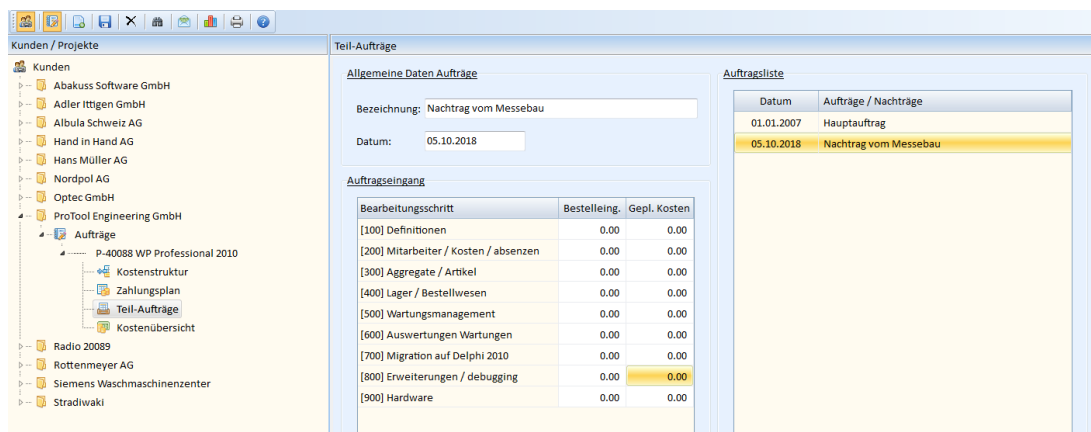 Kunden / Projekte
Kunden
Abakuss Software GmbH
Adler Ittigen GmbH
Albula Schweiz AG
Hand in Hand AG
Hans Müller AG
Nordpol AG
Optec GmbH
ProTool Engineering GmbH
Aufträge
P-40088 WP Professional 2010
Kostenstruktur
Zahlungsplan
Teil-Aufträge
Kostenübersicht
Radio 20089
Rottenmeyer AG
Siemens Waschmaschinenzenter
Stradiwaki
Teil-Aufträge
Allgemeine Daten Aufträge
Bezeichnung: Nachtrag vom Messebau
Datum: 05.10.2018
Auftragseingang
Bearbeitungsschritt Bestelleing. Gepl. Kosten
[100] Definitionen 0.00 0.00
[200] Mitarbeiter / Kosten / absenzen 0.00 0.00
[300] Aggregate / Artikel 0.00 0.00
[400] Lager / Bestellwesen 0.00 0.00
[500] Wartungsmanagement 0.00 0.00
[600] Auswertungen Wartungen 0.00 0.00
[700] Migration auf Delphi 2010 0.00 0.00
[800] Erweiterungen / debugging 0.00 0.00
[900] Hardware 0.00 0.00
Auftragsliste
Datum Aufträge / Nachträge
01.01.2007 Hauptauftrag
05.10.2018 Nachtrag vom Messebau